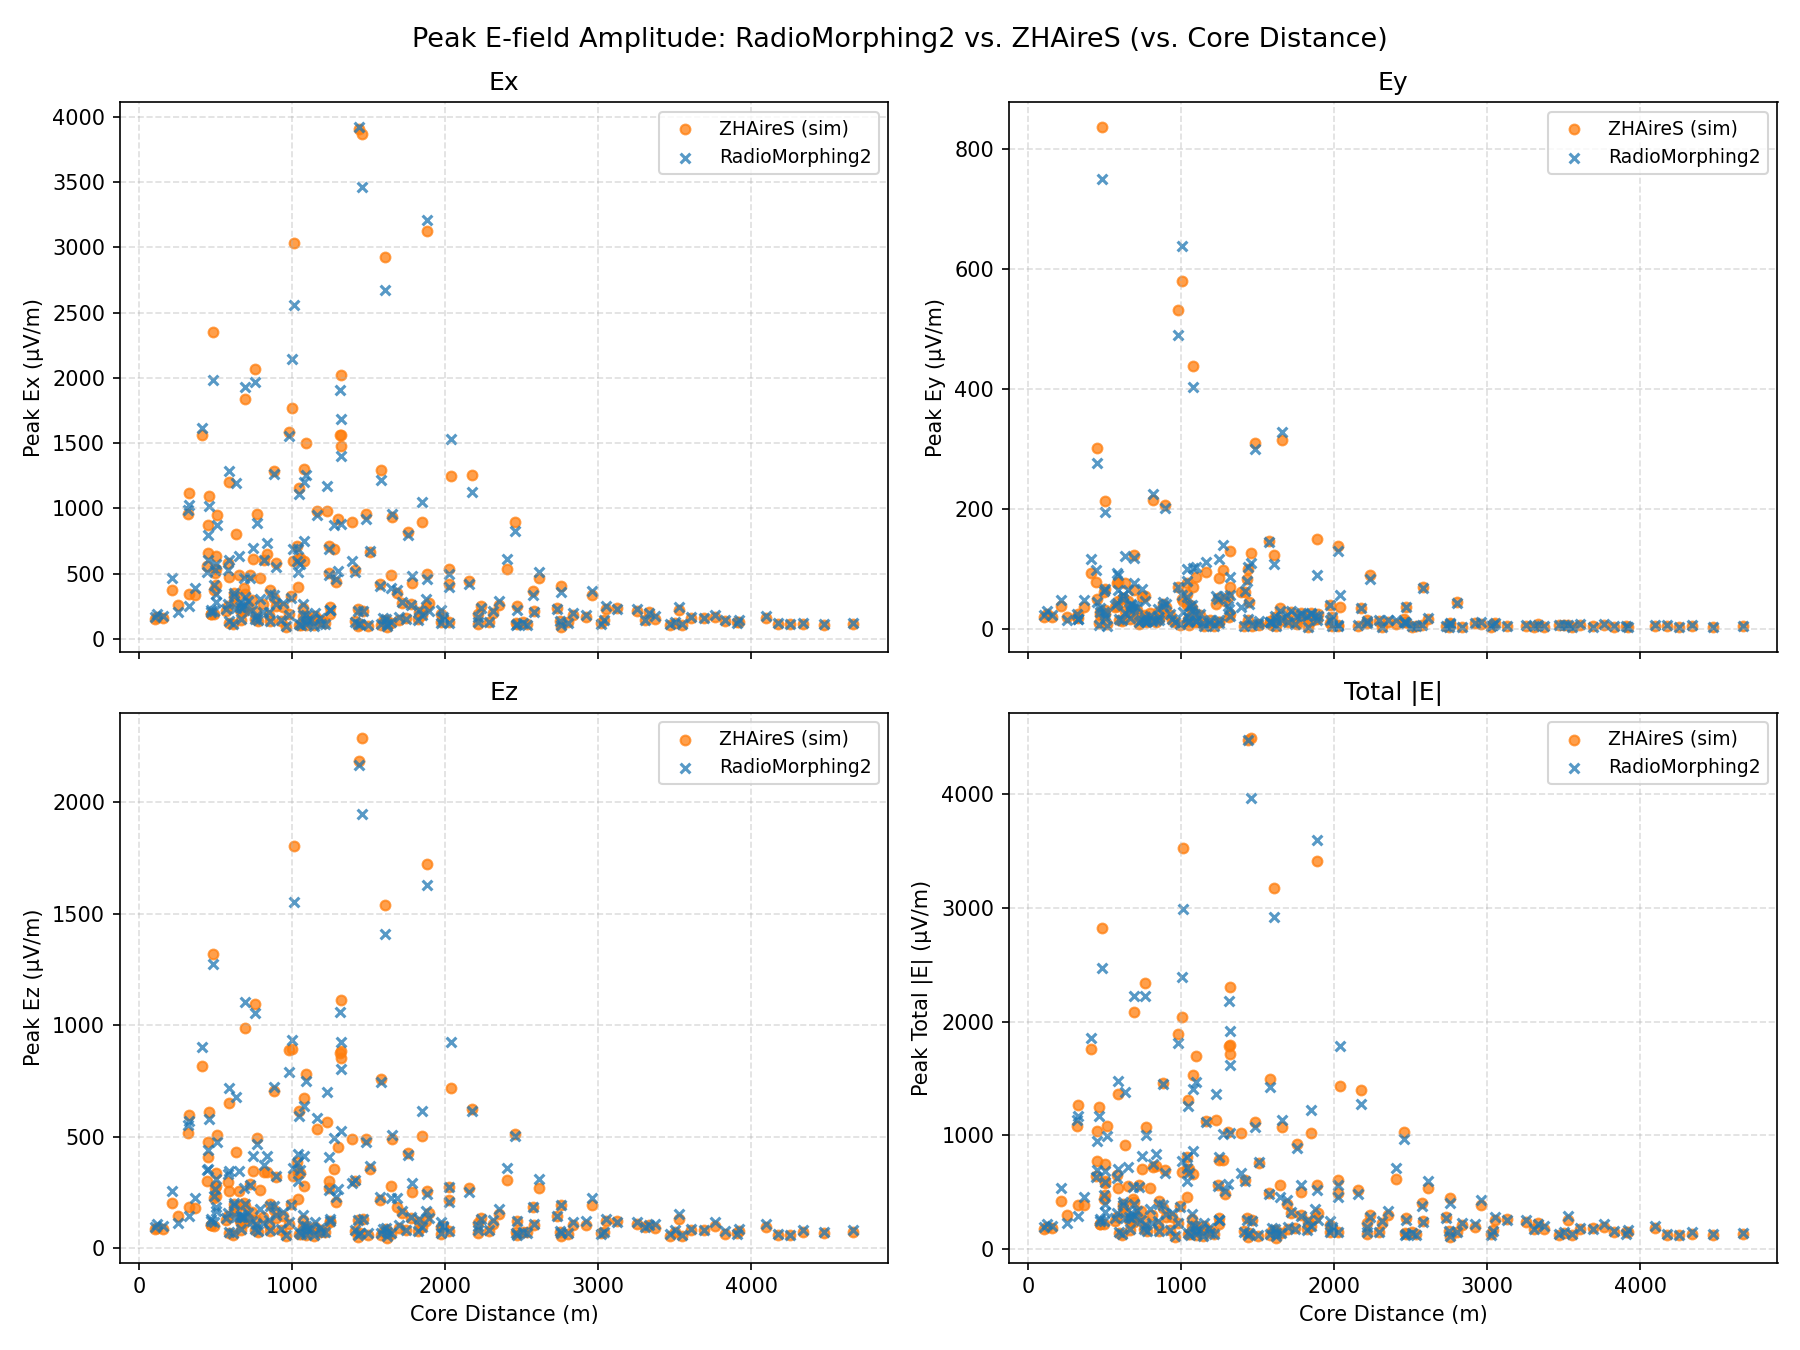 Peak E-field Amplitude: RadioMorphing2 vs. ZHAireS (vs. Core Distance)
Ex
Peak Ex (µV/m)
4000
3500
3000
2500
2000
1500
1000
500
0
ZHAireS (sim)
RadioMorphing2
Ey
Peak Ey (µV/m)
800
600
400
200
0
ZHAireS (sim)
RadioMorphing2
Ez
Peak Ez (µV/m)
2000
1500
1000
500
0
ZHAireS (sim)
RadioMorphing2
0 1000 2000 3000 4000
Core Distance (m)
Total |E|
Peak Total |E| (µV/m)
4000
3000
2000
1000
0
ZHAireS (sim)
RadioMorphing2
0 1000 2000 3000 4000
Core Distance (m)